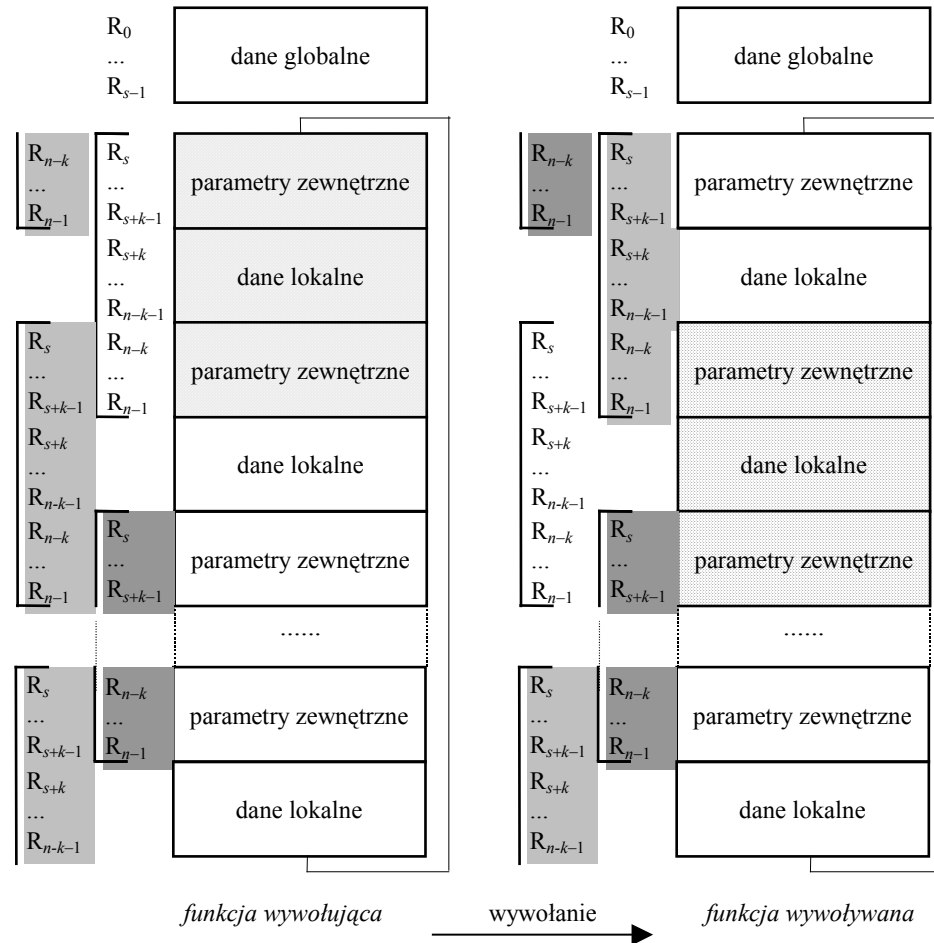 R0
...
Rs–1
dane globalne
Rn–k
...
Rn–1
Rs
...
Rs+k–1
parametry zewnętrzne
Rs+k
...
Rn–k–1
dane lokalne
Rs
...
Rs+k–1
Rn–k
...
Rn–1
parametry zewnętrzne
Rs+k
...
Rn-k–1
dane lokalne
Rn–k
...
Rn–1
Rs
...
Rs+k–1
parametry zewnętrzne
......
Rs
...
Rs+k–1
Rn–k
...
Rn–1
parametry zewnętrzne
Rs+k
...
Rn-k–1
dane lokalne
funkcja wywołująca
wywołanie
R0
...
Rs–1
dane globalne
Rn–k
...
Rn–1
Rs
...
Rs+k–1
parametry zewnętrzne
Rs+k
...
Rn–k–1
dane lokalne
Rs
...
Rs+k–1
Rn–k
...
Rn–1
parametry zewnętrzne
Rs+k
...
Rn-k–1
dane lokalne
Rn–k
...
Rn–1
Rs
...
Rs+k–1
parametry zewnętrzne
......
Rs
...
Rs+k–1
Rn–k
...
Rn–1
parametry zewnętrzne
Rs+k
...
Rn-k–1
dane lokalne
funkcja wywoływana